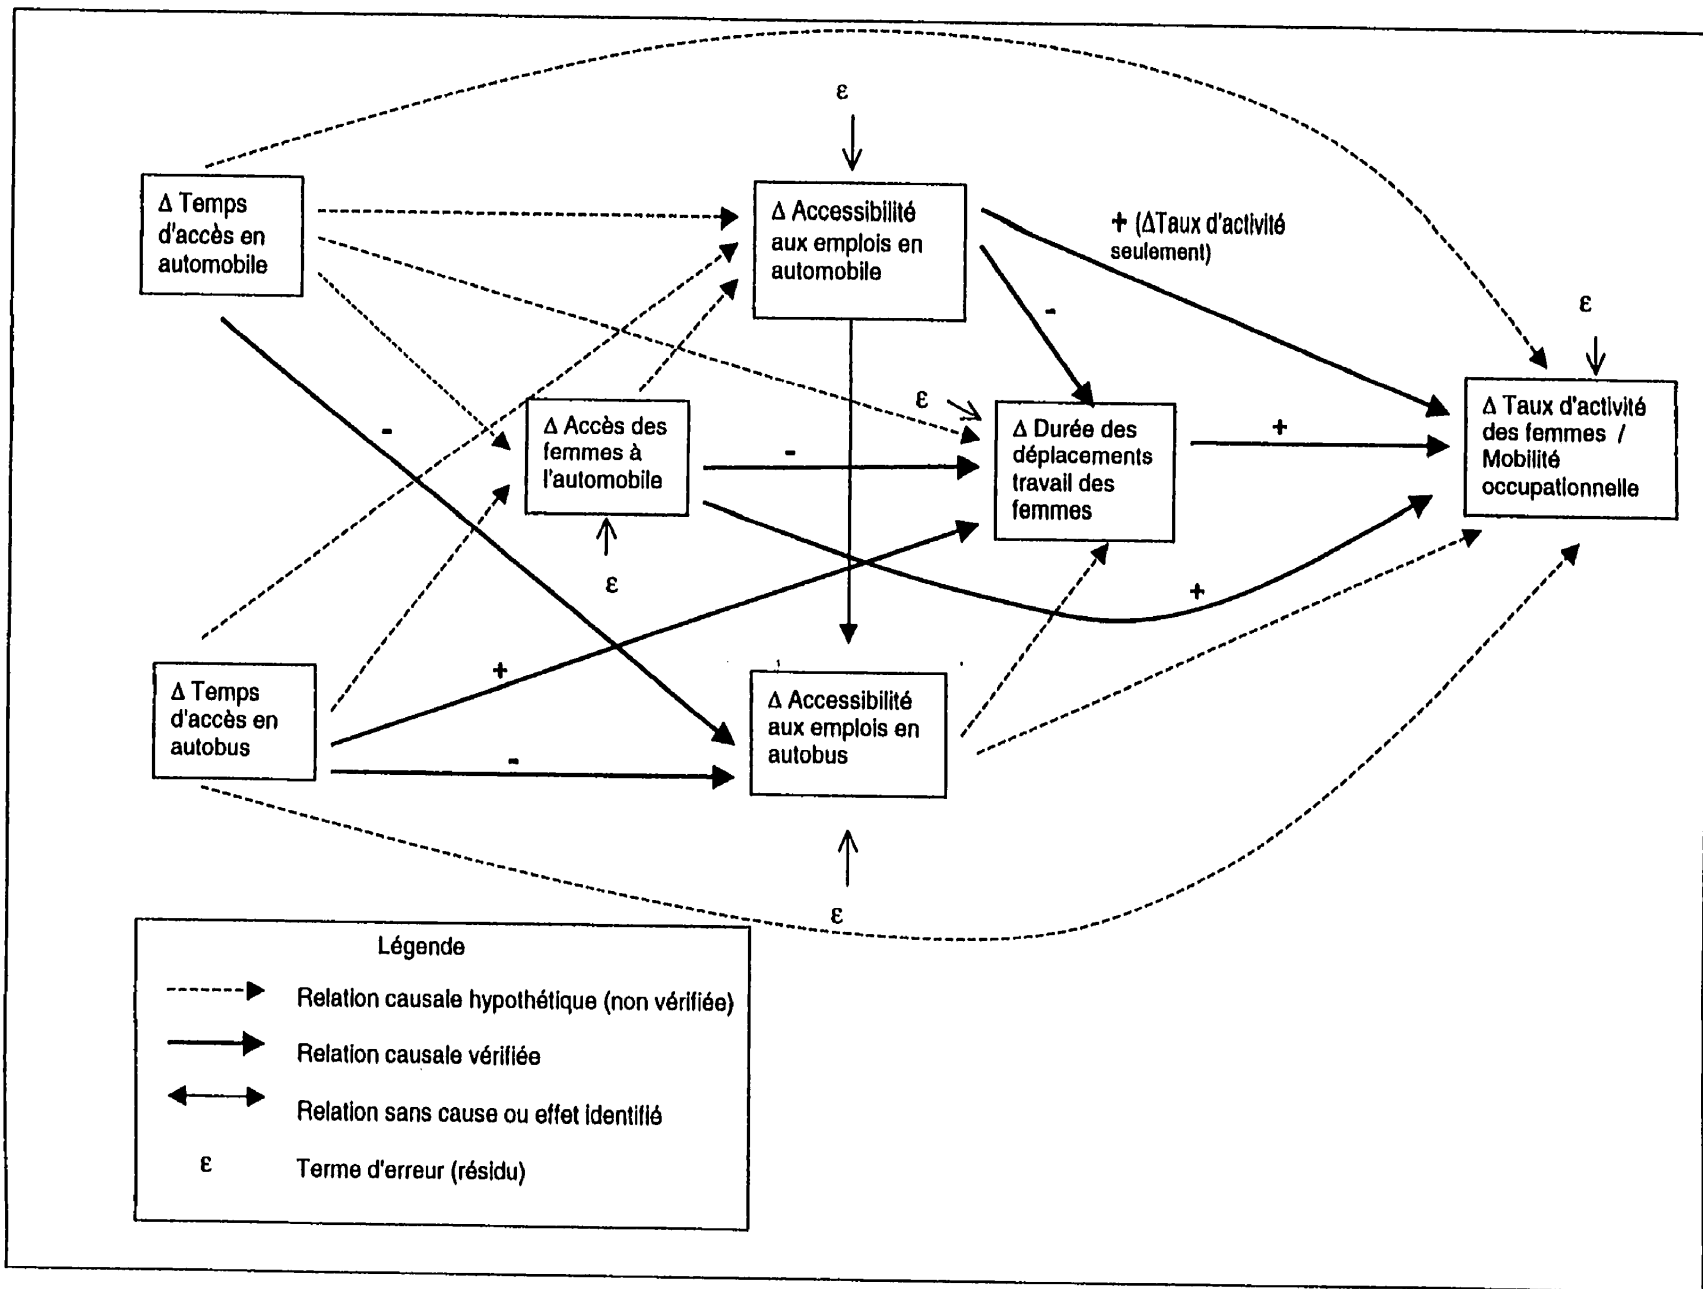 ε
Δ Temps
d'accès en
automobile
Δ Accessibilité
aux emplois en
automobile
+ (ΔTaux d'activité
seulement)
-
ε
-
Δ Accès des
femmes à
l'automobile
ε
-
Δ Durée des
déplacements
travail des
femmes
+
Δ Taux d'activité
des femmes /
Mobilité
occupationnelle
ε
+
+
Δ Temps
d'accès en
autobus
-
Δ Accessibilité
aux emplois en
autobus
ε
Légende
Relation causale hypothétique (non vérifiée)
Relation causale vérifiée
Relation sans cause ou effet identifié
ε Terme d'erreur (résidu)